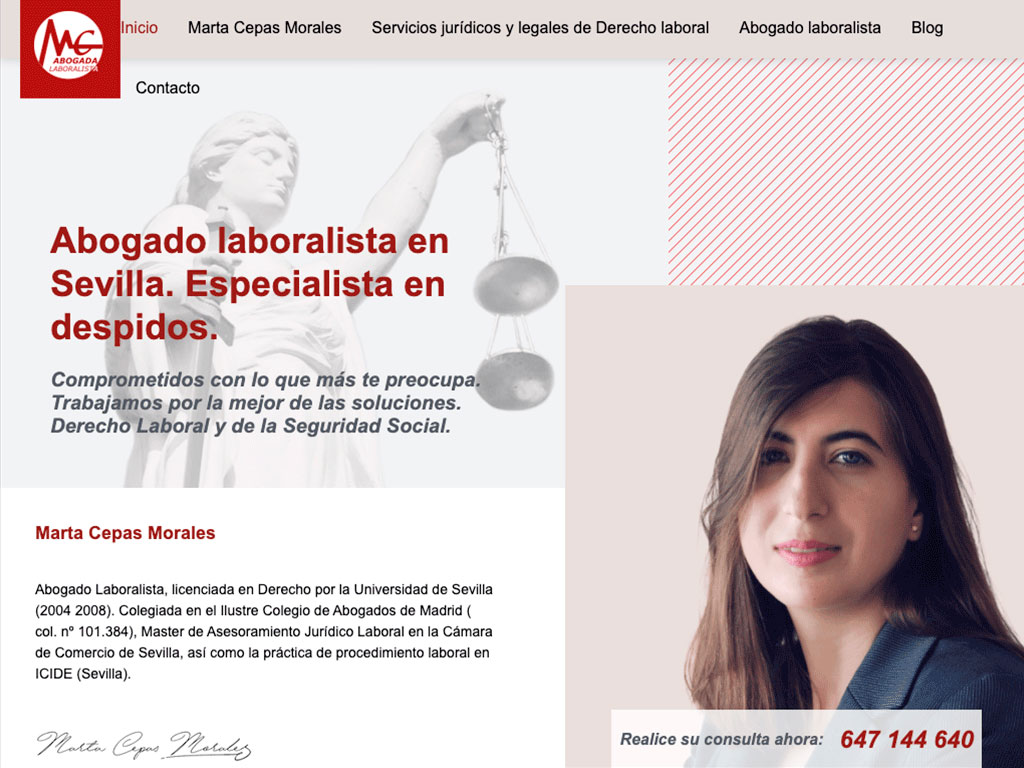 MC
ABOGADA
LABORALISTA
Inicio Marta Cepas Morales Servicios jurídicos y legales de Derecho laboral Abogado laboralista Blog
Contacto
Abogado laboralista en
Sevilla. Especialista en
despidos.
Comprometidos con lo que más te preocupa.
Trabajamos por la mejor de las soluciones.
Derecho Laboral y de la Seguridad Social.
Marta Cepas Morales
Abogado Laboralista, licenciada en Derecho por la Universidad de Sevilla
(2004 2008). Colegiada en el Ilustre Colegio de Abogados de Madrid (
col. nº 101.384), Master de Asesoramiento Jurídico Laboral en la Cámara
de Comercio de Sevilla, así como la práctica de procedimiento laboral en
ICIDE (Sevilla).
Marta Cepas Morales
Realice su consulta ahora: 647 144 640